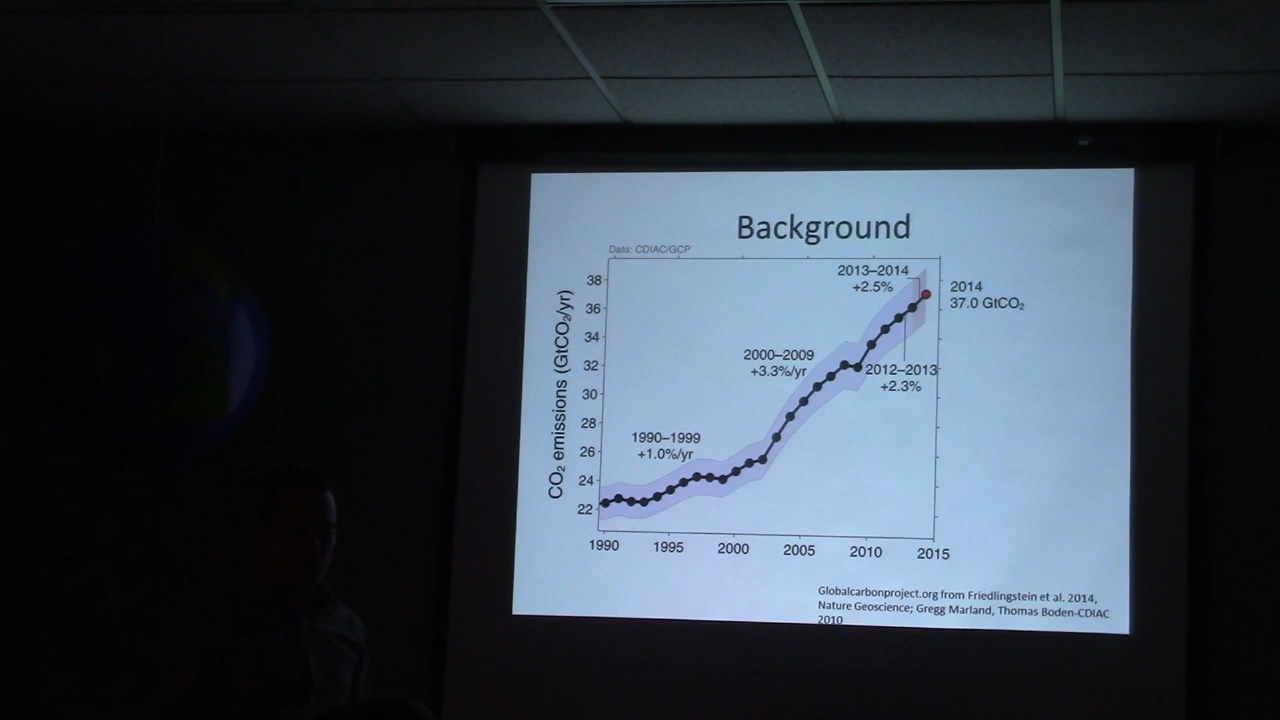 Background
Data: CDIAC/GCP
CO₂ emissions (GtCO₂/yr)
38
36
34
32
30
28
26
24
22
1990
1995
2000
2005
2010
2015
1990–1999
+1.0%/yr
2000–2009
+3.3%/yr
2013–2014
+2.5%
2012–2013
+2.3%
2014
37.0 GtCO₂
Globalcarbonproject.org from Friedlingstein et al. 2014,
Nature Geoscience; Gregg Marland, Thomas Boden-CDIAC
2010